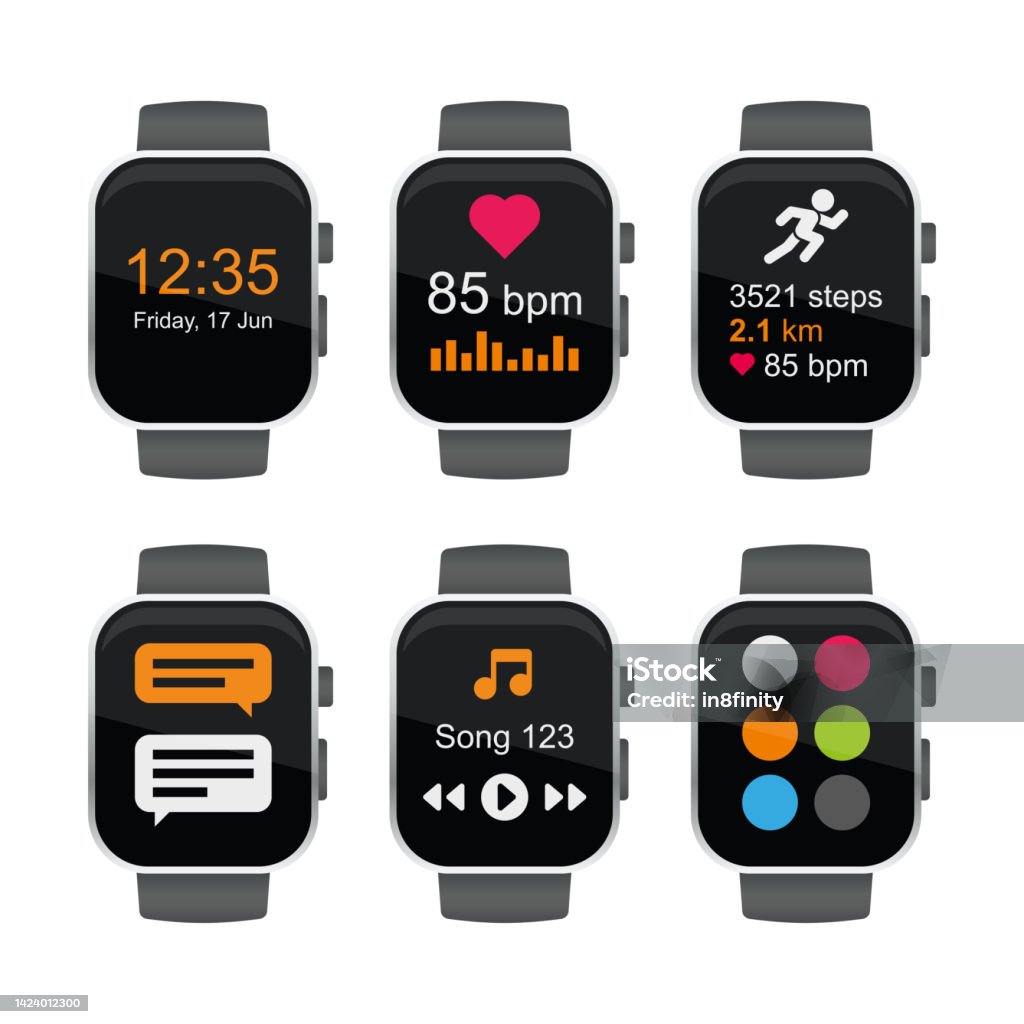 12:35
Friday, 17 Jun
85 bpm
3521 steps
2.1 km
85 bpm
Song 123
iStock™
Credit: in8finity
1424012300